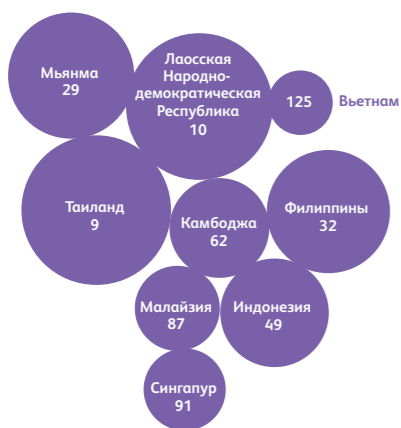 Мьянма
29
Лаосская
Народно-
демократическая
Республика
10
125
Вьетнам
Таиланд
9
Камбоджа
62
Филиппины
32
Малайзия
87
Индонезия
49
Сингапур
91